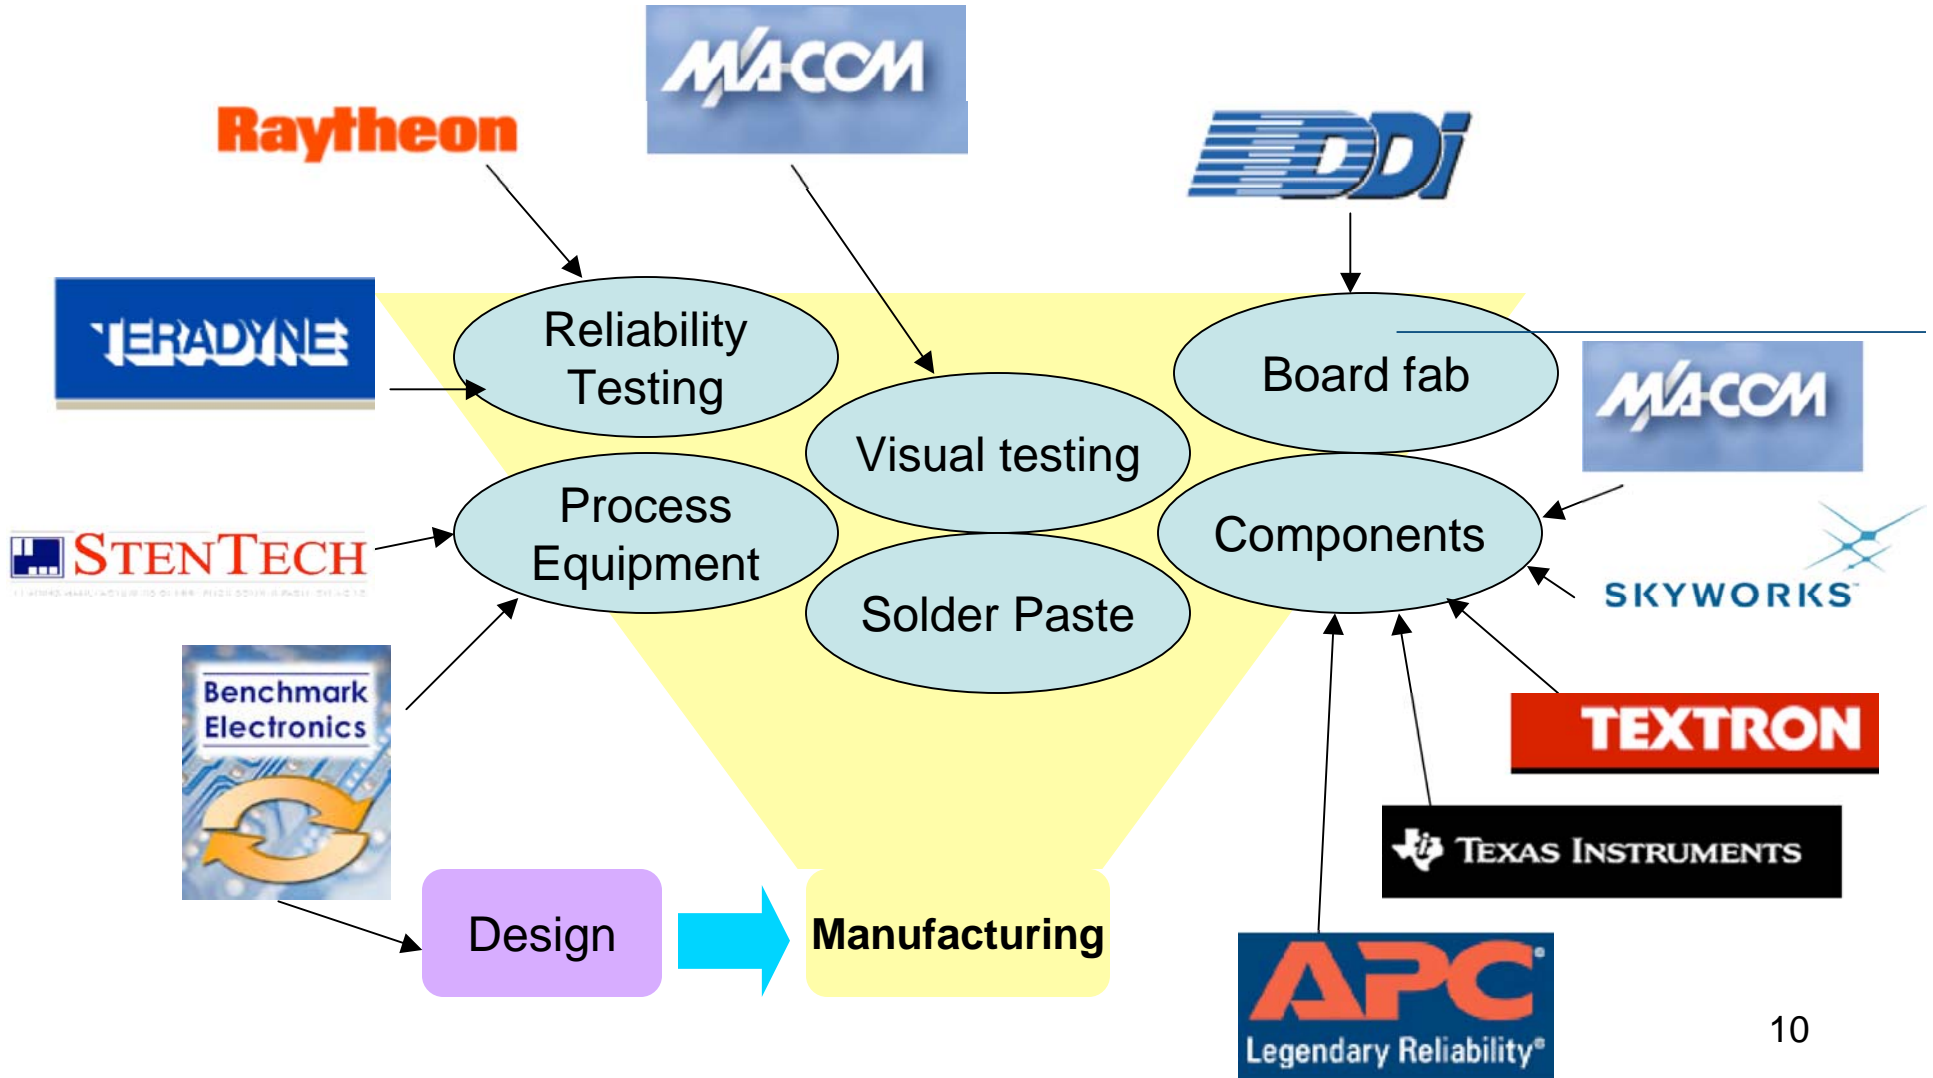 M/A-COM
Raytheon
DDi
TERADYNE
Reliability
Testing
Board fab
M/A-COM
Visual testing
Process
Equipment
Components
STENTECH
Solder Paste
SKYWORKS™
Benchmark
Electronics
TEXTRON
TEXAS INSTRUMENTS
Design
Manufacturing
APC®
Legendary Reliability®
10